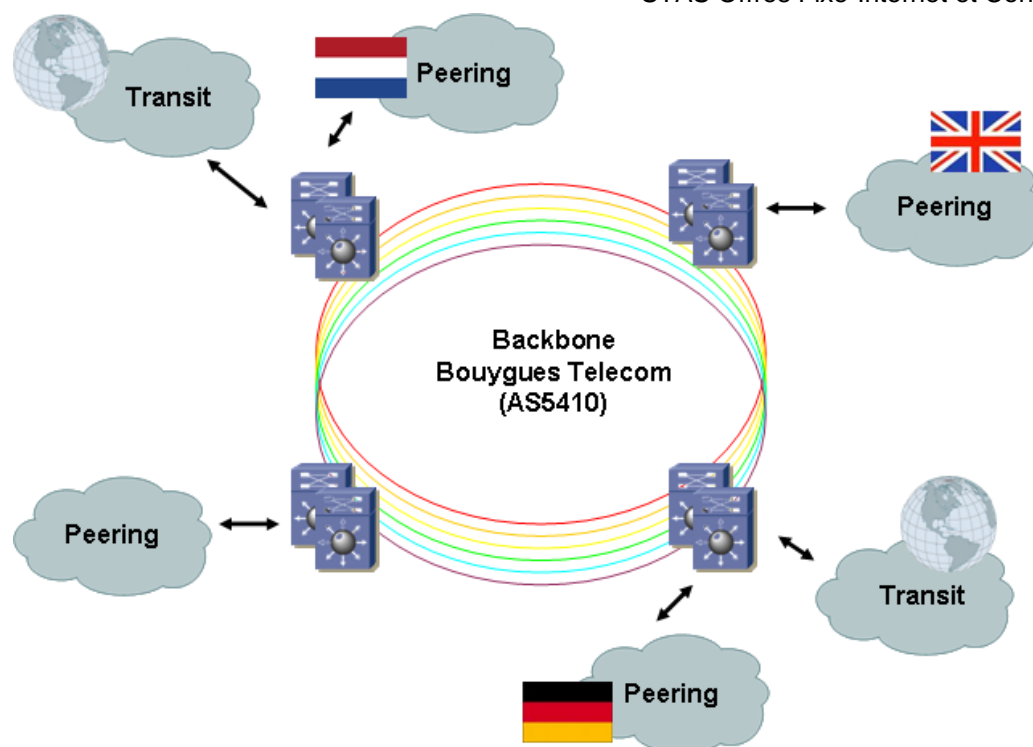 Transit
Peering
Peering
Backbone
Bouygues Telecom
(AS5410)
Peering
Transit
Peering